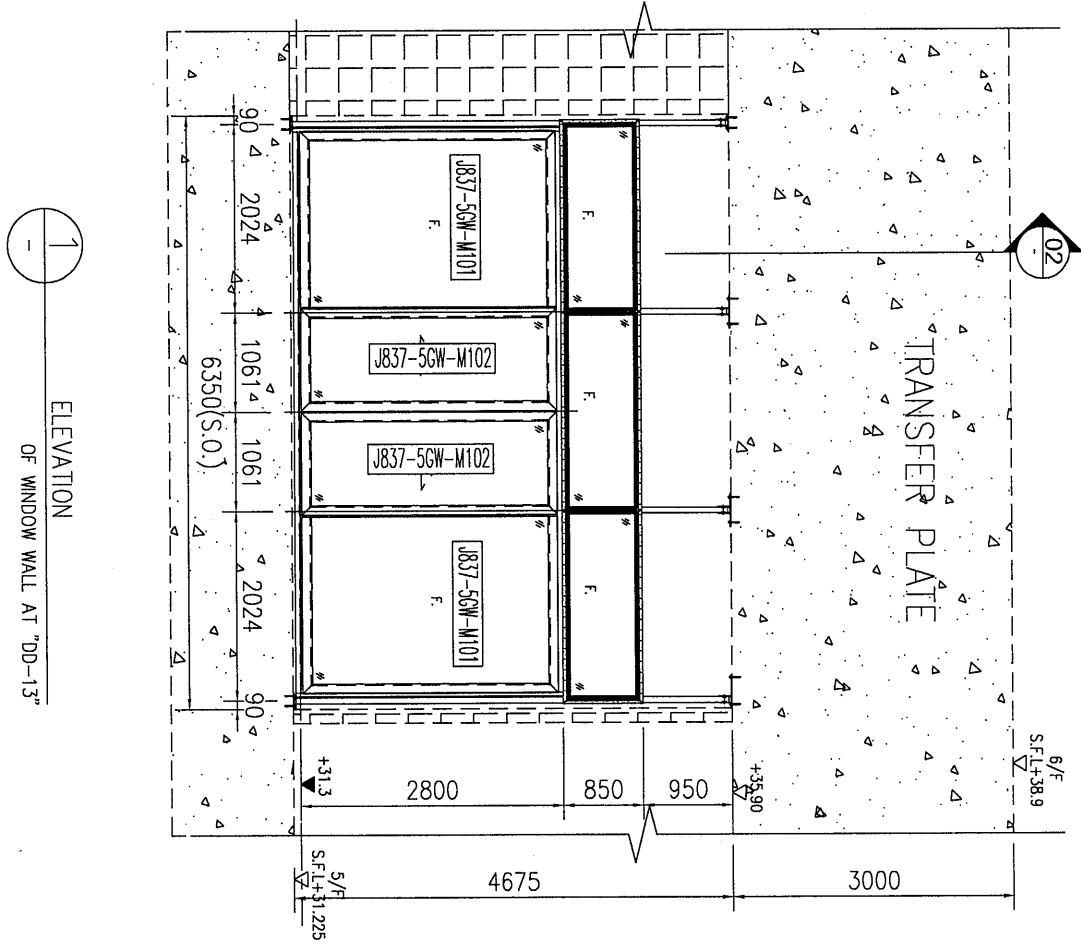 02
-
TRANSFER PLATE
6/F
S.F.L+38.9
+35.90
3000
950
850
2800
4675
+31.3
5/F
S.F.L+31.225
F.
F.
F.
J837-5GW-M101
F.
J837-5GW-M102
J837-5GW-M102
J837-5GW-M101
F.
90
2024
1061
1061
2024
90
6350(S.O.)
1
-
ELEVATION
OF WINDOW WALL AT "DD-13"